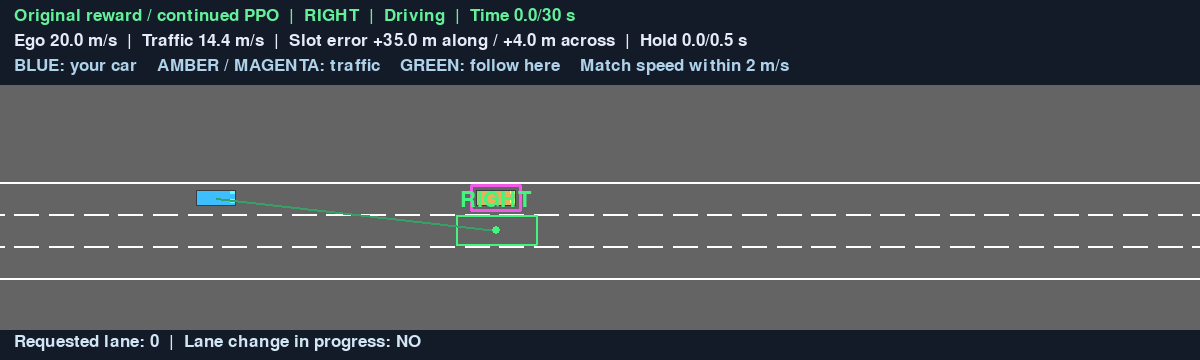 Original reward / continued PPO | RIGHT | Driving | Time 0.0/30 s
Ego 20.0 m/s | Traffic 14.4 m/s | Slot error +35.0 m along / +4.0 m across | Hold 0.0/0.5 s
BLUE: your car AMBER / MAGENTA: traffic GREEN: follow here Match speed within 2 m/s
RIGHT
Requested lane: 0 | Lane change in progress: NO